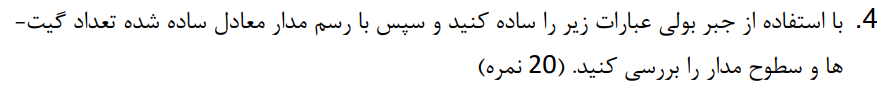 4. با استفاده از جبر بولی عبارات زیر را ساده کنید و سپس با رسم مدار معادل ساده شده تعداد گیت-
ها و سطوح مدار را بررسی کنید. (20 نمره)